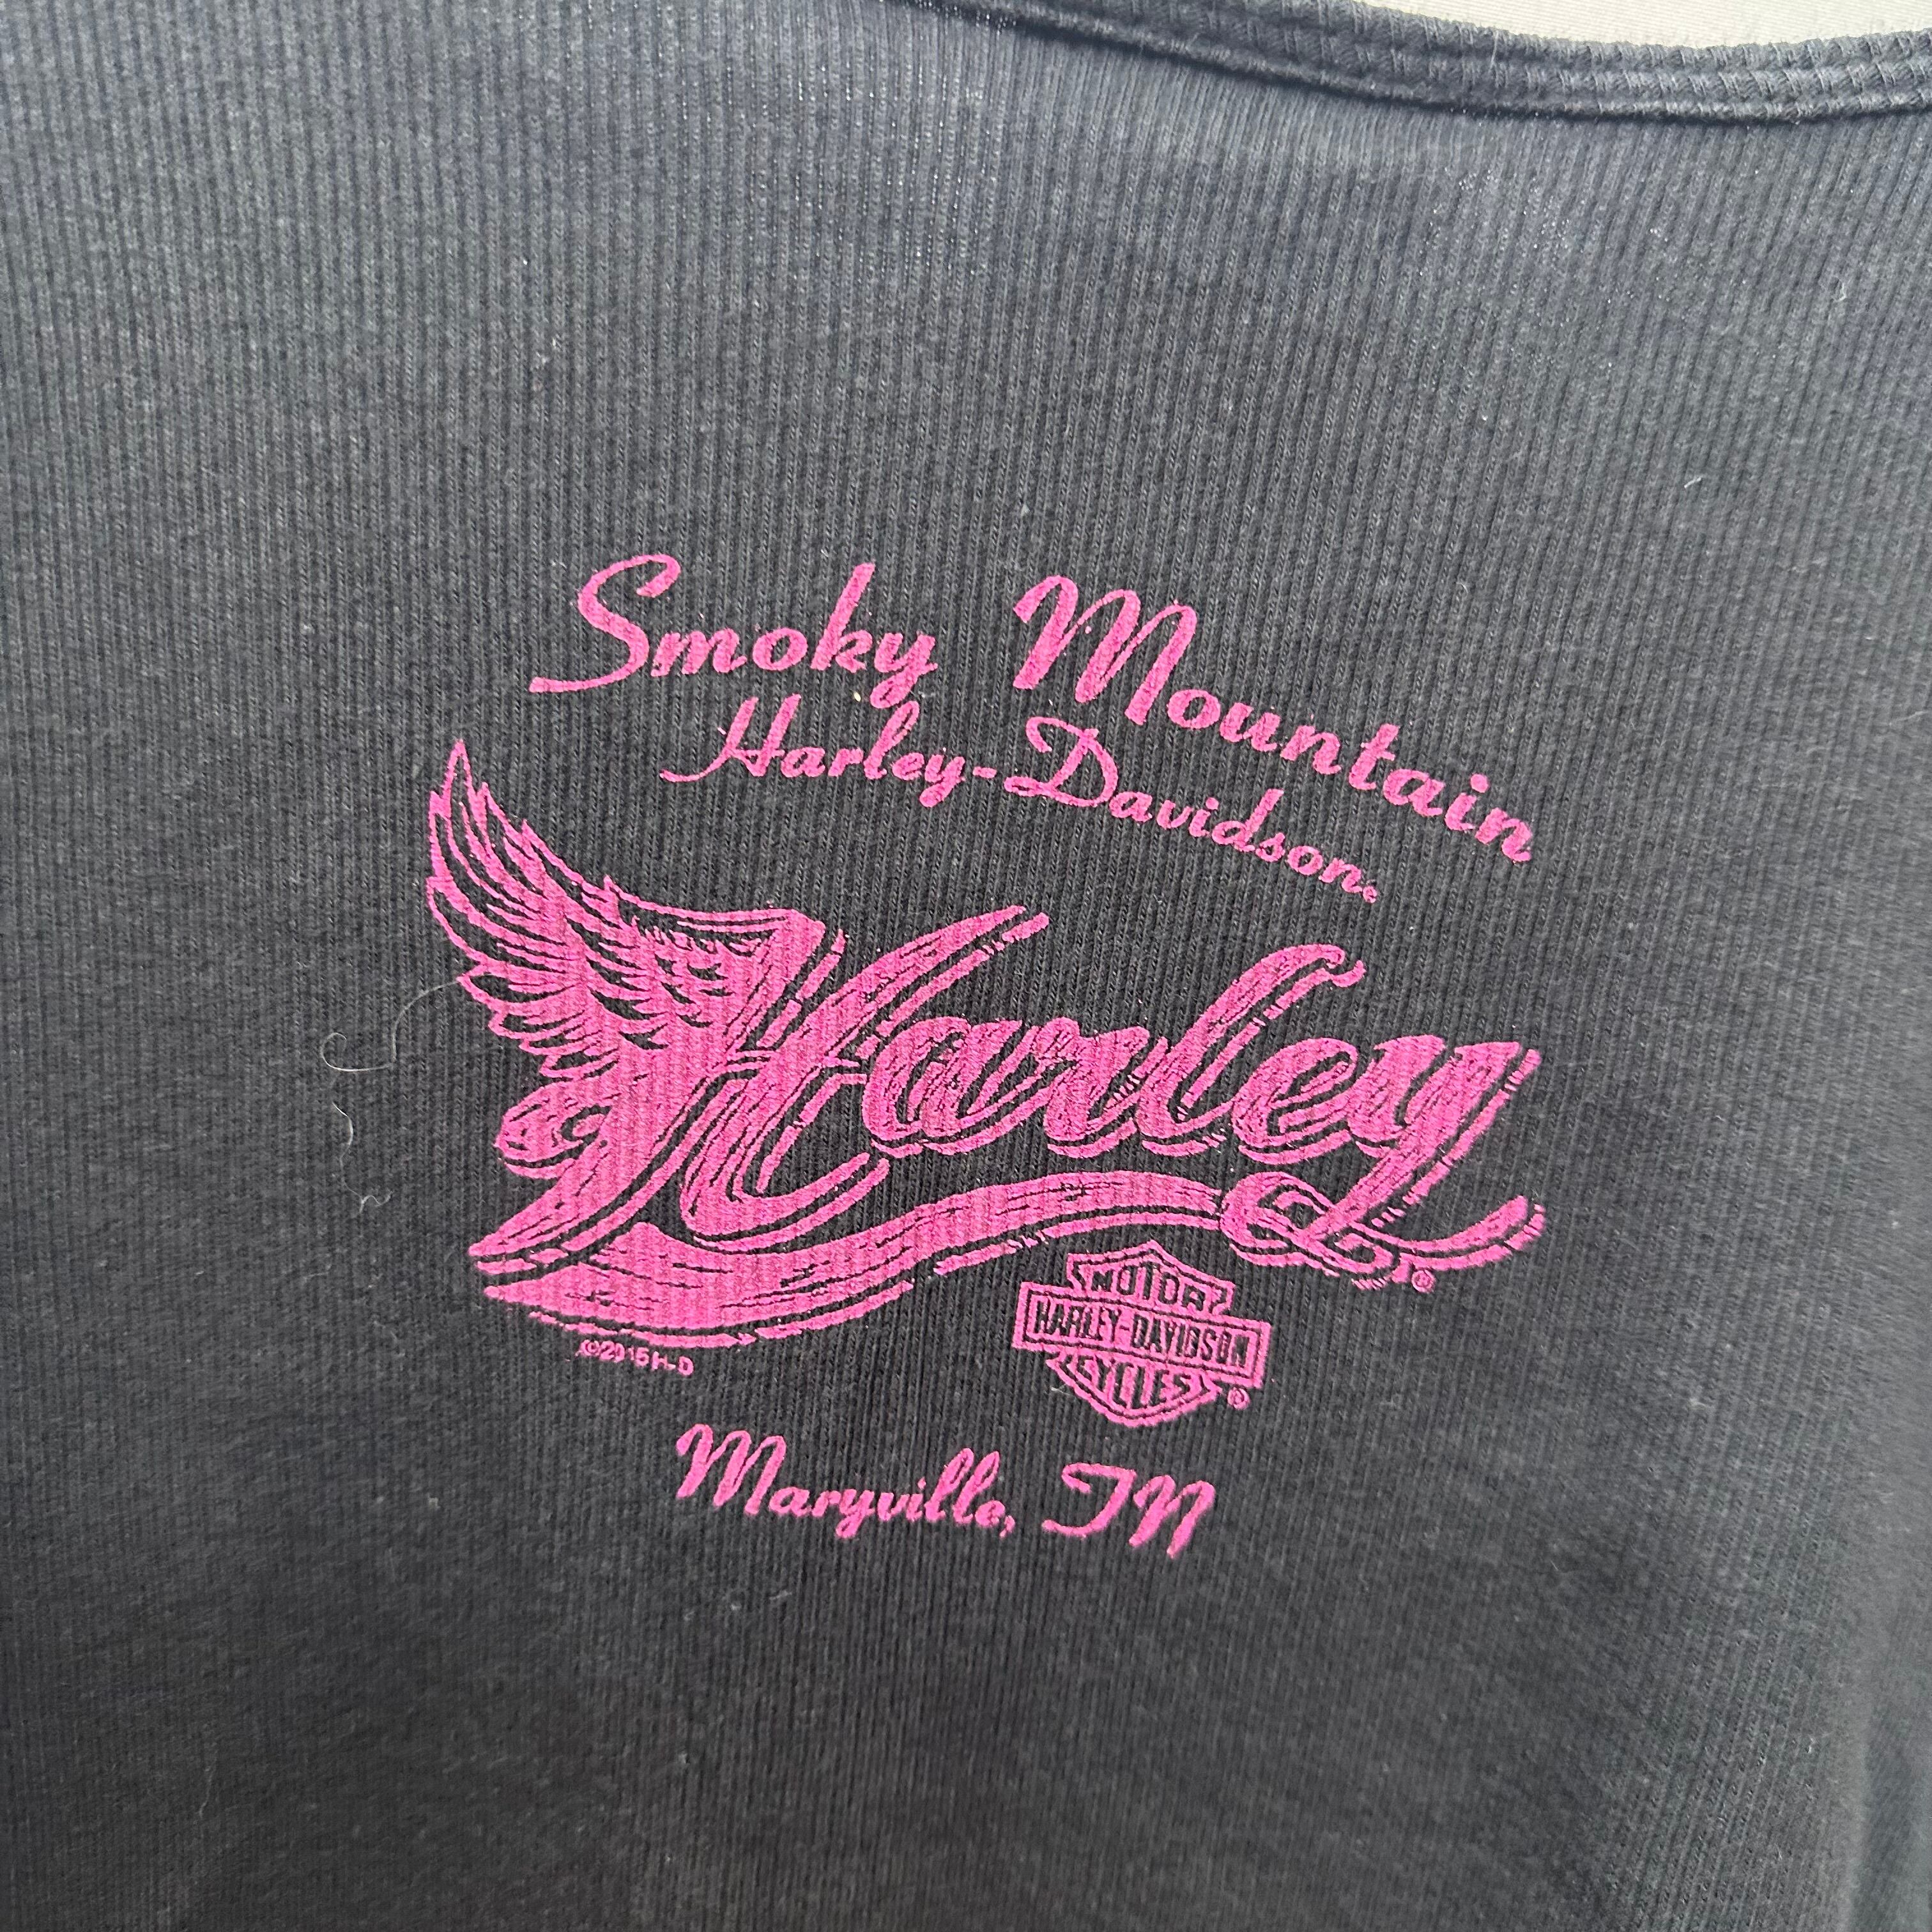 Smoky Mountain
Harley-Davidson®
Harley®
MOTOR
HARLEY-DAVIDSON
CYCLES®
©2015 H-D
Maryville, TN